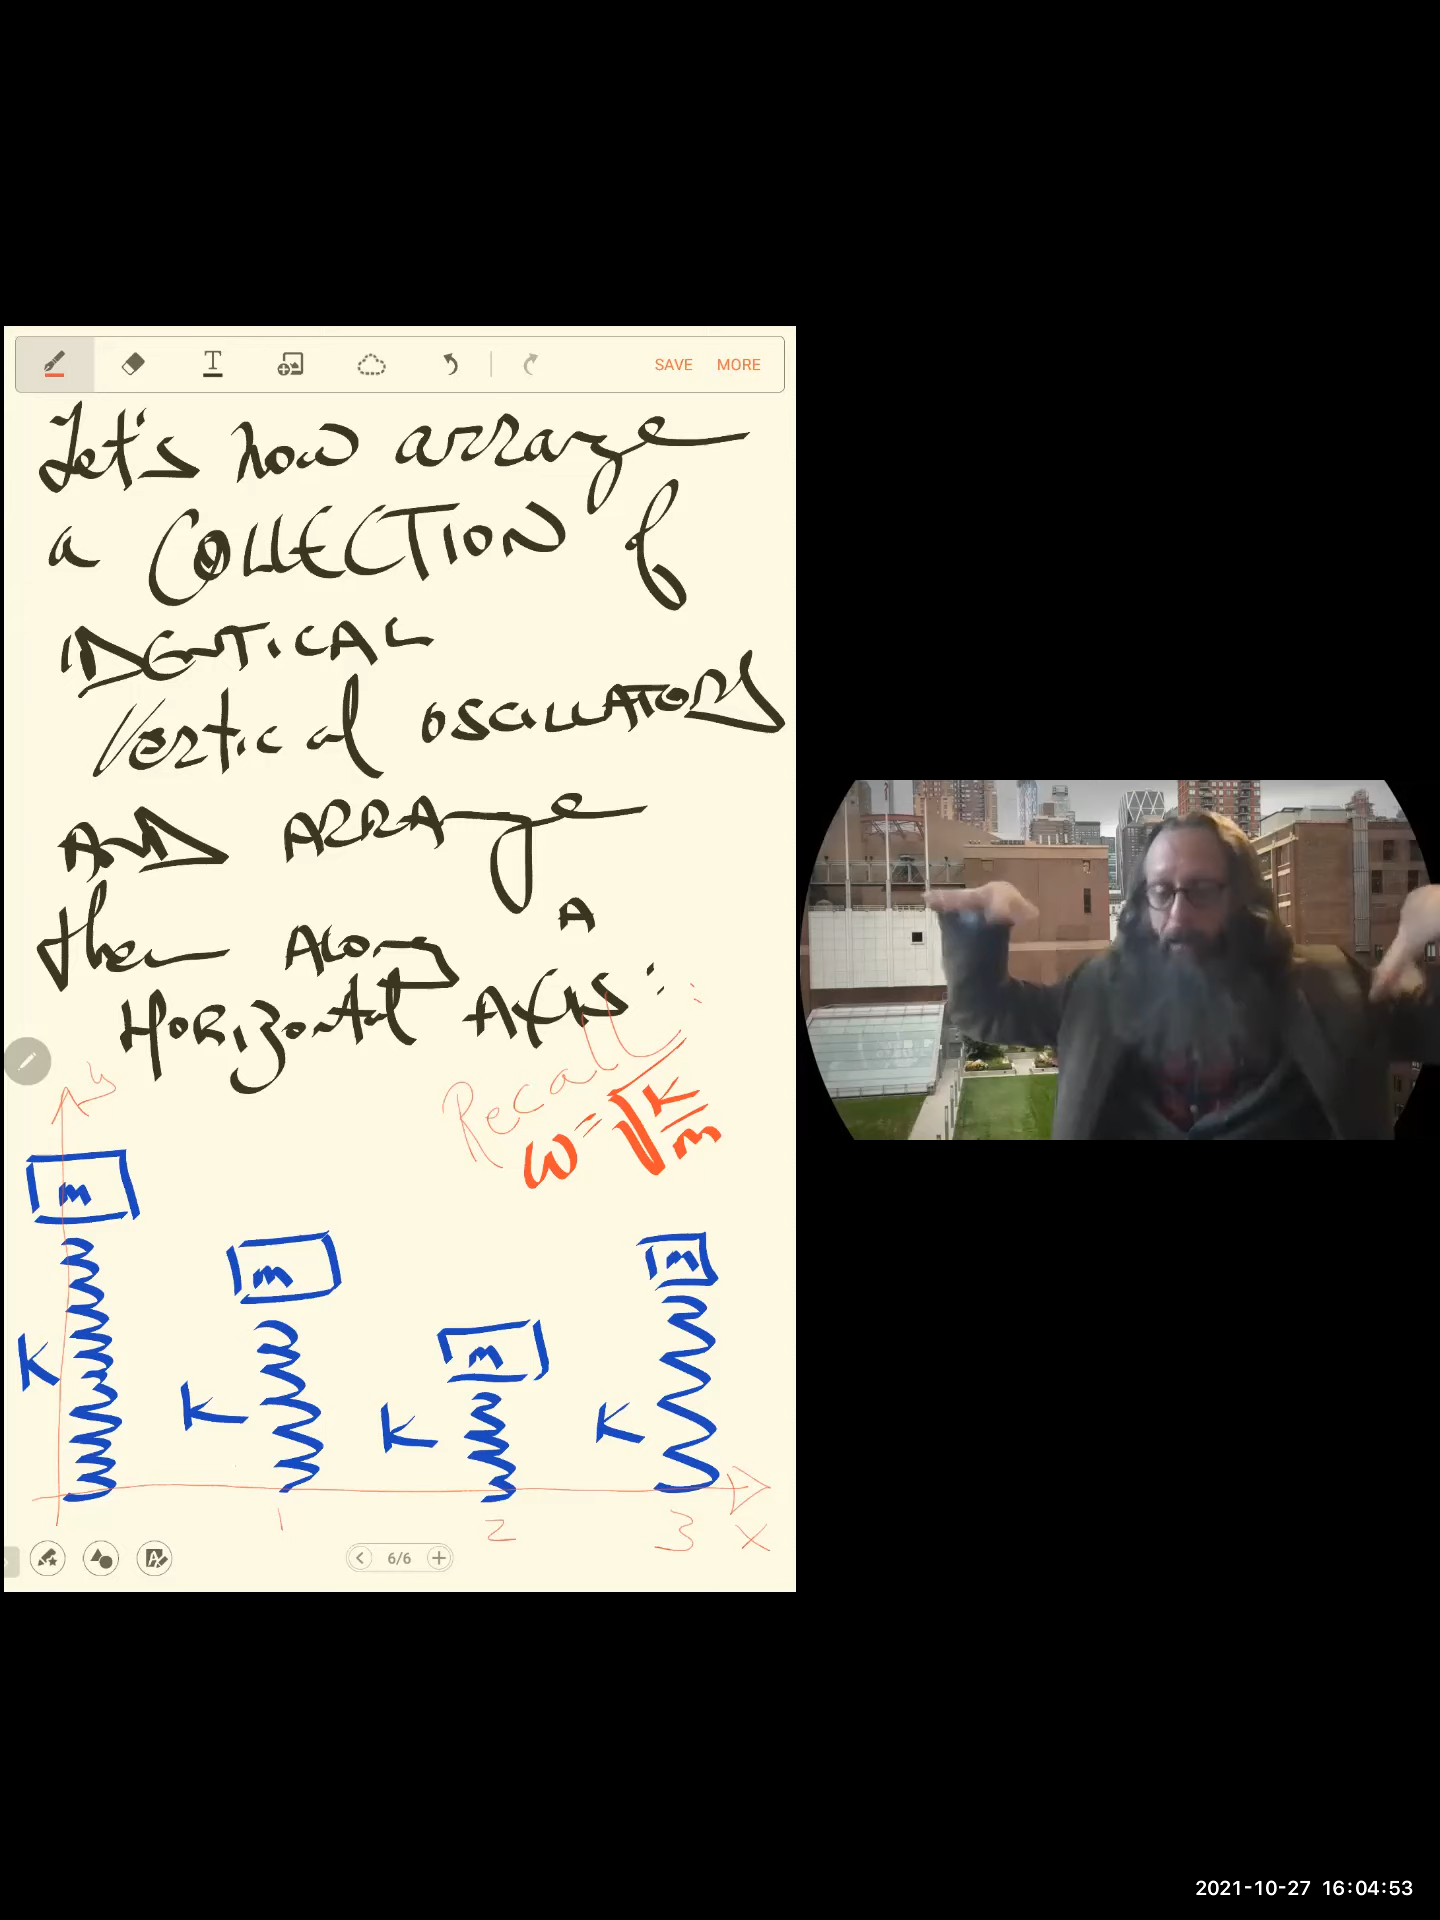 T
SAVE MORE
Let's now arrange
a COLLECTION of
IDENTICAL
Vertical OSCILLATORY
AND ARRAnge
them Along A
HORIZontal AXIS:
Recall:
ω=√K/m
y
m
m
m
m
K
K
K
K
1 2 3 x
A
6/6
2021-10-27 16:04:53